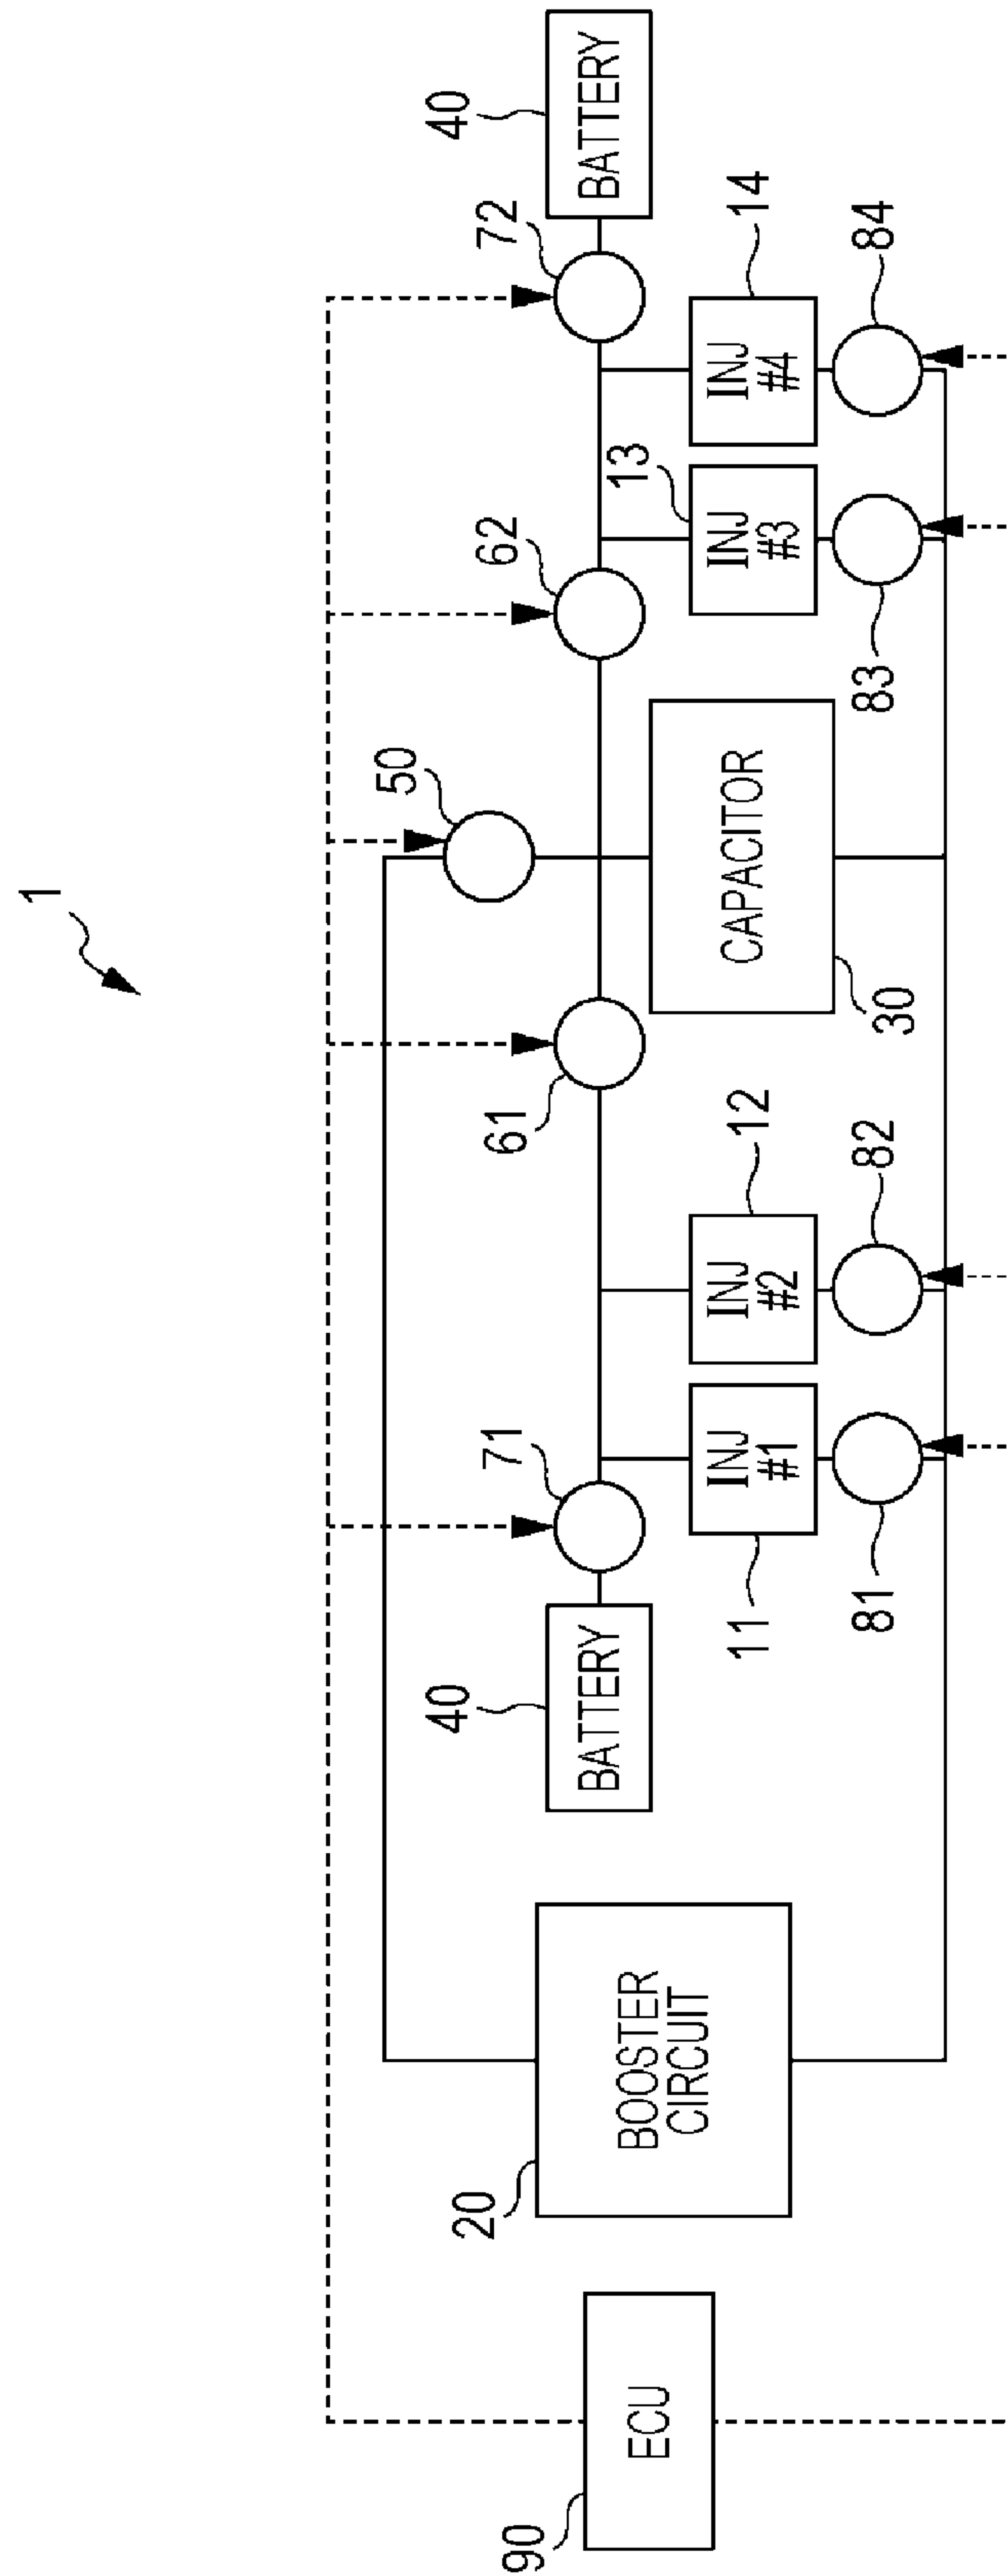 1
90
ECU
20
BOOSTER
CIRCUIT
40
BATTERY
71
11
INJ
#1
81
12
INJ
#2
82
61
50
CAPACITOR
30
62
13
INJ
#3
83
72
14
INJ
#4
84
40
BATTERY